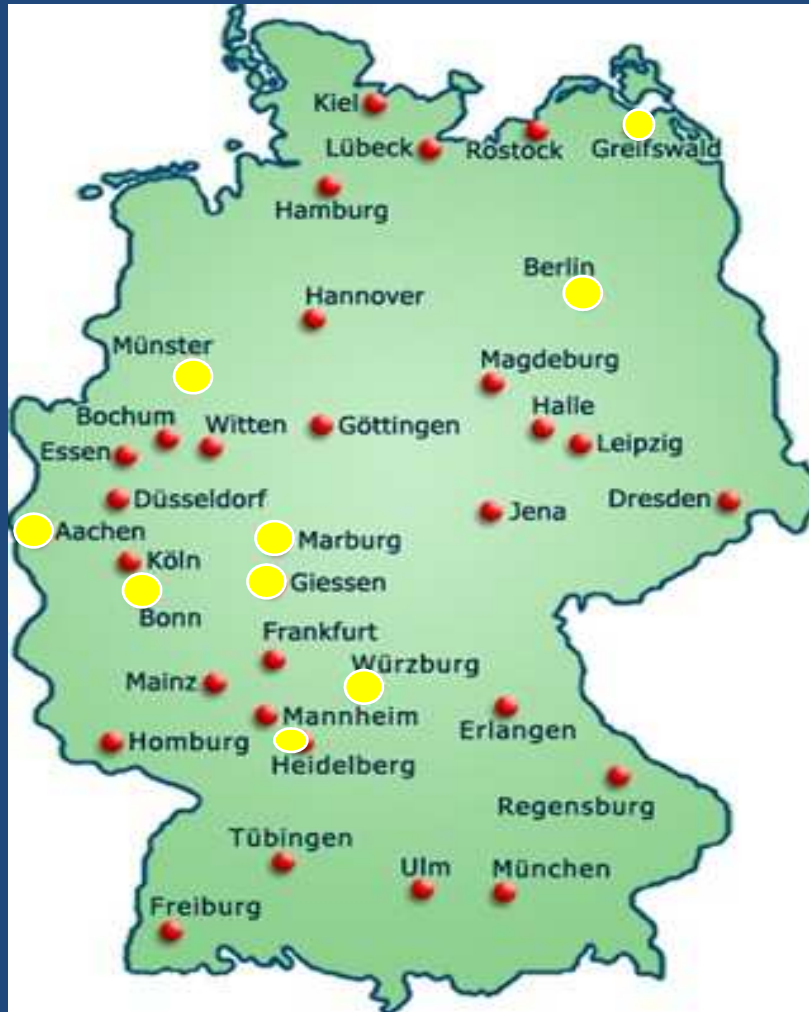 Kiel
Lübeck
Rostock
Greifswald
Hamburg
Berlin
Hannover
Münster
Magdeburg
Halle
Bochum
Witten
Göttingen
Leipzig
Essen
Düsseldorf
Dresden
Jena
Aachen
Marburg
Köln
Giessen
Bonn
Frankfurt
Würzburg
Mainz
Mannheim
Erlangen
Homburg
Heidelberg
Regensburg
Tübingen
Ulm
München
Freiburg